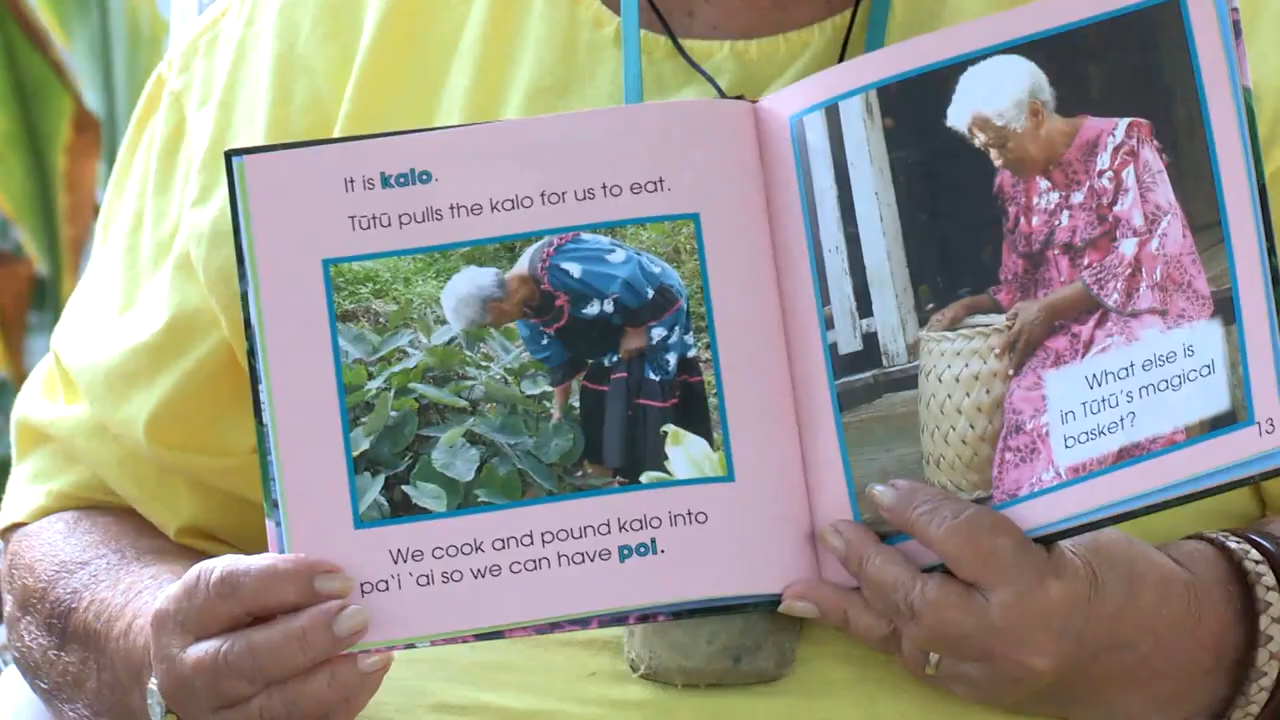 It is kalo.
Tūtū pulls the kalo for us to eat.
We cook and pound kalo into
pa‘i ‘ai so we can have poi.
What else is
in Tūtū's magical
basket?
13